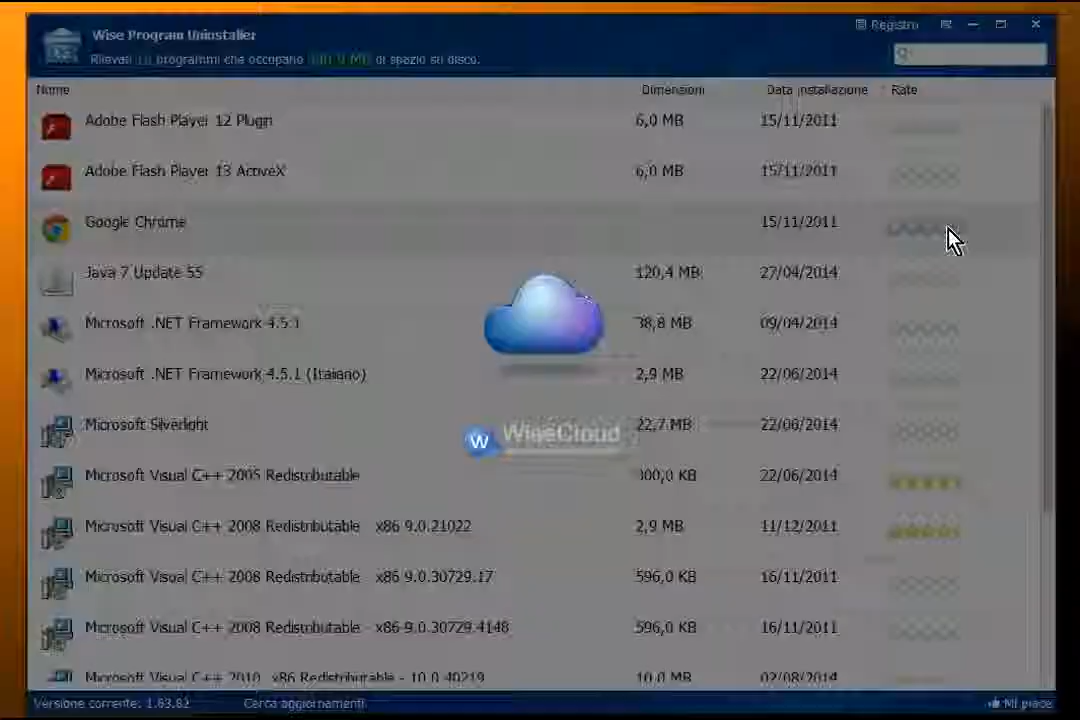 Wise Program Uninstaller
Registro
programmi che occupano di spazio su disco.
Nome Dimensioni Data installazione Rate
Adobe Flash Player 12 Plugin 6,0 MB 15/11/2011
Adobe Flash Player 13 ActiveX 6,0 MB 15/11/2011
Google Chrome 15/11/2011
Java 7 Update 55 120,4 MB 27/04/2014
Microsoft .NET Framework 4.5.1 38,8 MB 09/04/2014
Microsoft .NET Framework 4.5.1 (Italiano) 2,9 MB 22/06/2014
Microsoft Silverlight 22,7 MB 22/06/2014
W WiseCloud
Microsoft Visual C++ 2005 Redistributable 300,0 KB 22/06/2014
Microsoft Visual C++ 2008 Redistributable x86 9.0.21022 2,9 MB 11/12/2011
Microsoft Visual C++ 2008 Redistributable x86 9.0.30729.17 596,0 KB 16/11/2011
Microsoft Visual C++ 2008 Redistributable - x86 9.0.30729.4148 596,0 KB 16/11/2011
Microsoft Visual C++ 2010 x86 Redistributable - 10.0.40219 10,0 MB 02/08/2014
Versione corrente: 1.63.82 Cerca aggiornamenti Mi piace